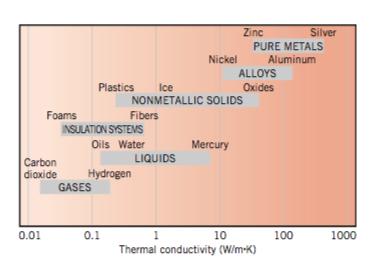 Zinc Silver
PURE METALS
Nickel Aluminum
ALLOYS
Plastics Ice Oxides
NONMETALLIC SOLIDS
Foams Fibers
INSULATION SYSTEMS
Oils Water Mercury
LIQUIDS
Carbon
dioxide Hydrogen
GASES
0.01 0.1 1 10 100 1000
Thermal conductivity (W/m•K)